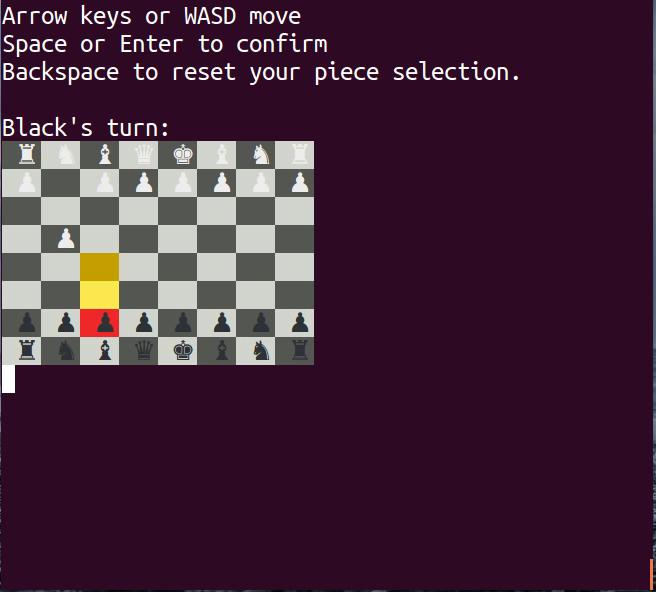 Arrow keys or WASD move
Space or Enter to confirm
Backspace to reset your piece selection.
Black's turn: